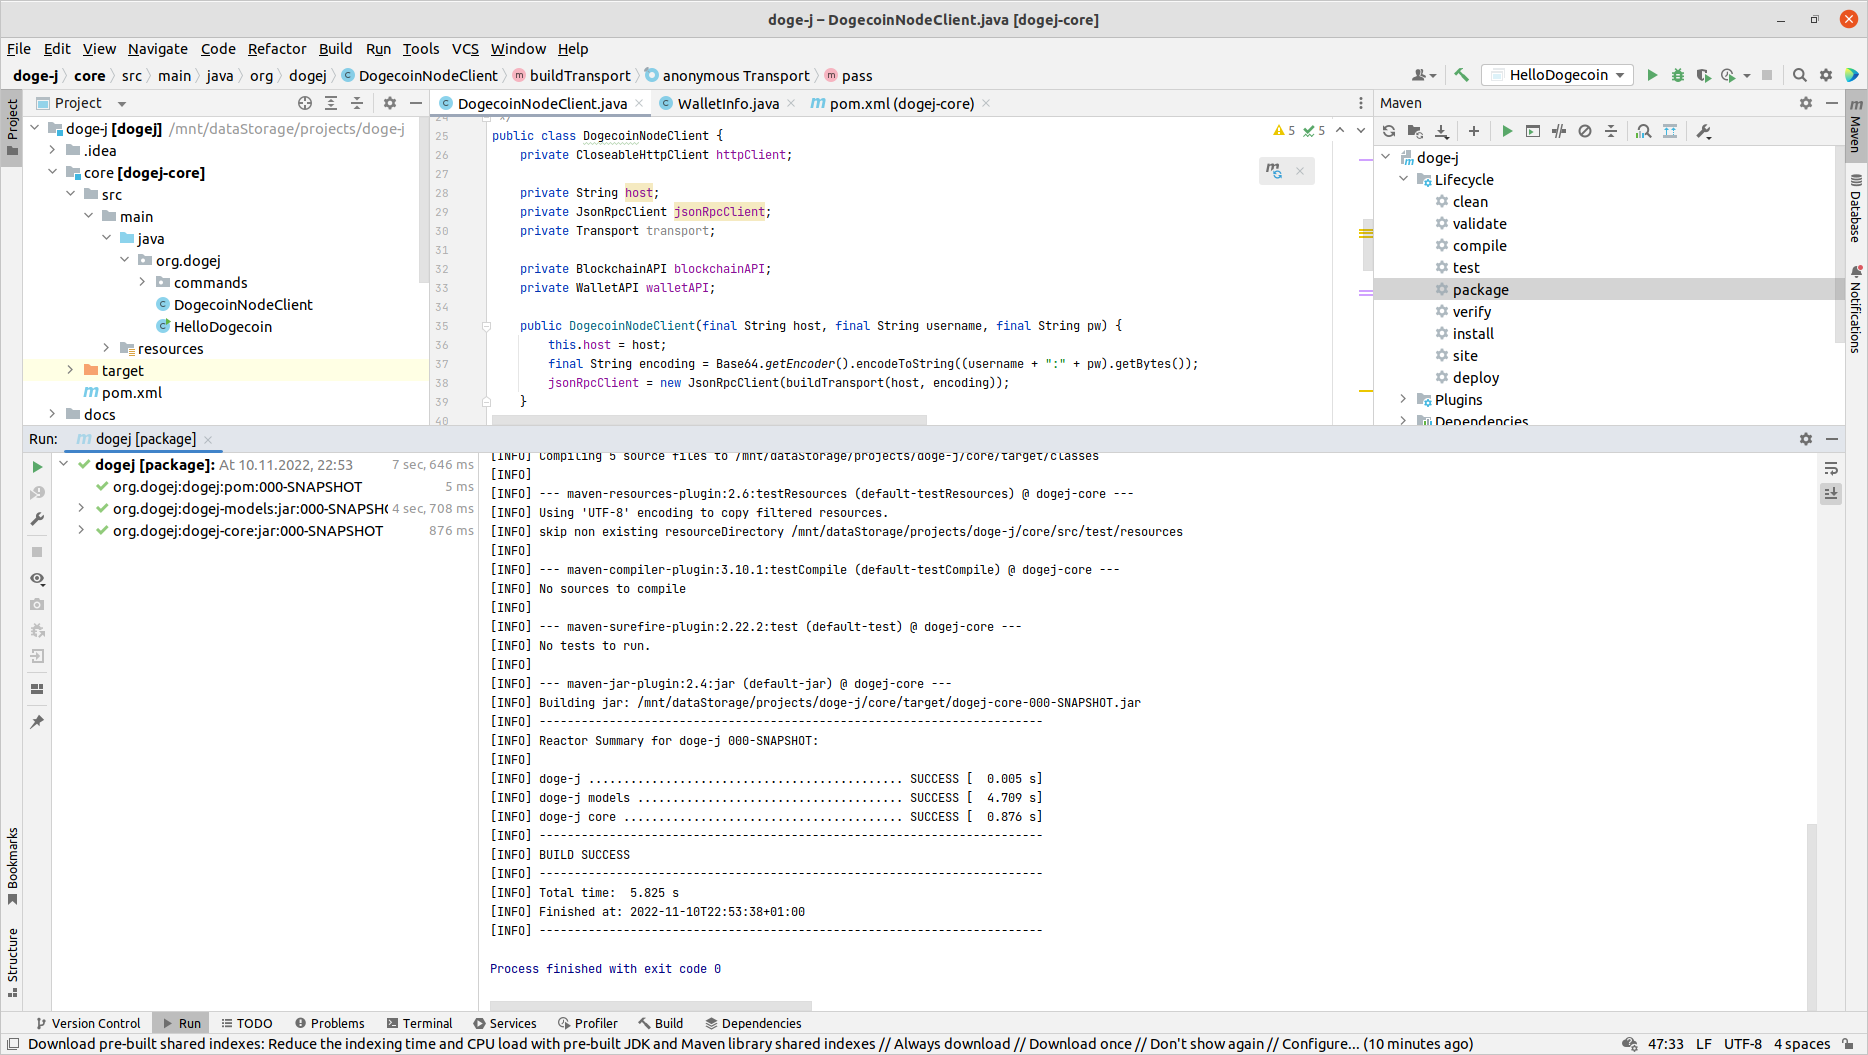 doge-j – DogecoinNodeClient.java [dogej-core]
File Edit View Navigate Code Refactor Build Run Tools VCS Window Help
doge-j core src main java org dogej DogecoinNodeClient buildTransport anonymous Transport pass
HelloDogecoin
Project
Project
doge-j [dogej] /mnt/dataStorage/projects/doge-j
.idea
core [dogej-core]
src
main
java
org.dogej
commands
DogecoinNodeClient
HelloDogecoin
resources
target
pom.xml
docs
DogecoinNodeClient.java WalletInfo.java pom.xml (dogej-core)
24 */
25 public class DogecoinNodeClient {
26 private CloseableHttpClient httpClient;
27
28 private String host;
29 private JsonRpcClient jsonRpcClient;
30 private Transport transport;
31
32 private BlockchainAPI blockchainAPI;
33 private WalletAPI walletAPI;
34
35 public DogecoinNodeClient(final String host, final String username, final String pw) {
36 this.host = host;
37 final String encoding = Base64.getEncoder().encodeToString((username + ":" + pw).getBytes());
38 jsonRpcClient = new JsonRpcClient(buildTransport(host, encoding));
39 }
40
5 5
Maven
doge-j
Lifecycle
clean
validate
compile
test
package
verify
install
site
deploy
Plugins
Dependencies
Maven
Database
Notifications
Run: dogej [package]
dogej [package]: At 10.11.2022, 22:53 7 sec, 646 ms
org.dogej:dogej:pom:000-SNAPSHOT 5 ms
org.dogej:dogej-models:jar:000-SNAPSHO 4 sec, 708 ms
org.dogej:dogej-core:jar:000-SNAPSHOT 876 ms
[INFO] Compiling 5 source files to /mnt/dataStorage/projects/doge-j/core/target/classes
[INFO]
[INFO] --- maven-resources-plugin:2.6:testResources (default-testResources) @ dogej-core ---
[INFO] Using 'UTF-8' encoding to copy filtered resources.
[INFO] skip non existing resourceDirectory /mnt/dataStorage/projects/doge-j/core/src/test/resources
[INFO]
[INFO] --- maven-compiler-plugin:3.10.1:testCompile (default-testCompile) @ dogej-core ---
[INFO] No sources to compile
[INFO]
[INFO] --- maven-surefire-plugin:2.22.2:test (default-test) @ dogej-core ---
[INFO] No tests to run.
[INFO]
[INFO] --- maven-jar-plugin:2.4:jar (default-jar) @ dogej-core ---
[INFO] Building jar: /mnt/dataStorage/projects/doge-j/core/target/dogej-core-000-SNAPSHOT.jar
[INFO] ------------------------------------------------------------------------
[INFO] Reactor Summary for doge-j 000-SNAPSHOT:
[INFO]
[INFO] doge-j ............................................. SUCCESS [  0.005 s]
[INFO] doge-j models ...................................... SUCCESS [  4.709 s]
[INFO] doge-j core ........................................ SUCCESS [  0.876 s]
[INFO] ------------------------------------------------------------------------
[INFO] BUILD SUCCESS
[INFO] ------------------------------------------------------------------------
[INFO] Total time:  5.825 s
[INFO] Finished at: 2022-11-10T22:53:38+01:00
[INFO] ------------------------------------------------------------------------
Process finished with exit code 0
Bookmarks
Structure
Version Control Run TODO Problems Terminal Services Profiler Build Dependencies
Download pre-built shared indexes: Reduce the indexing time and CPU load with pre-built JDK and Maven library shared indexes // Always download // Download once // Don't show again // Configure... (10 minutes ago) 47:33 LF UTF-8 4 spaces